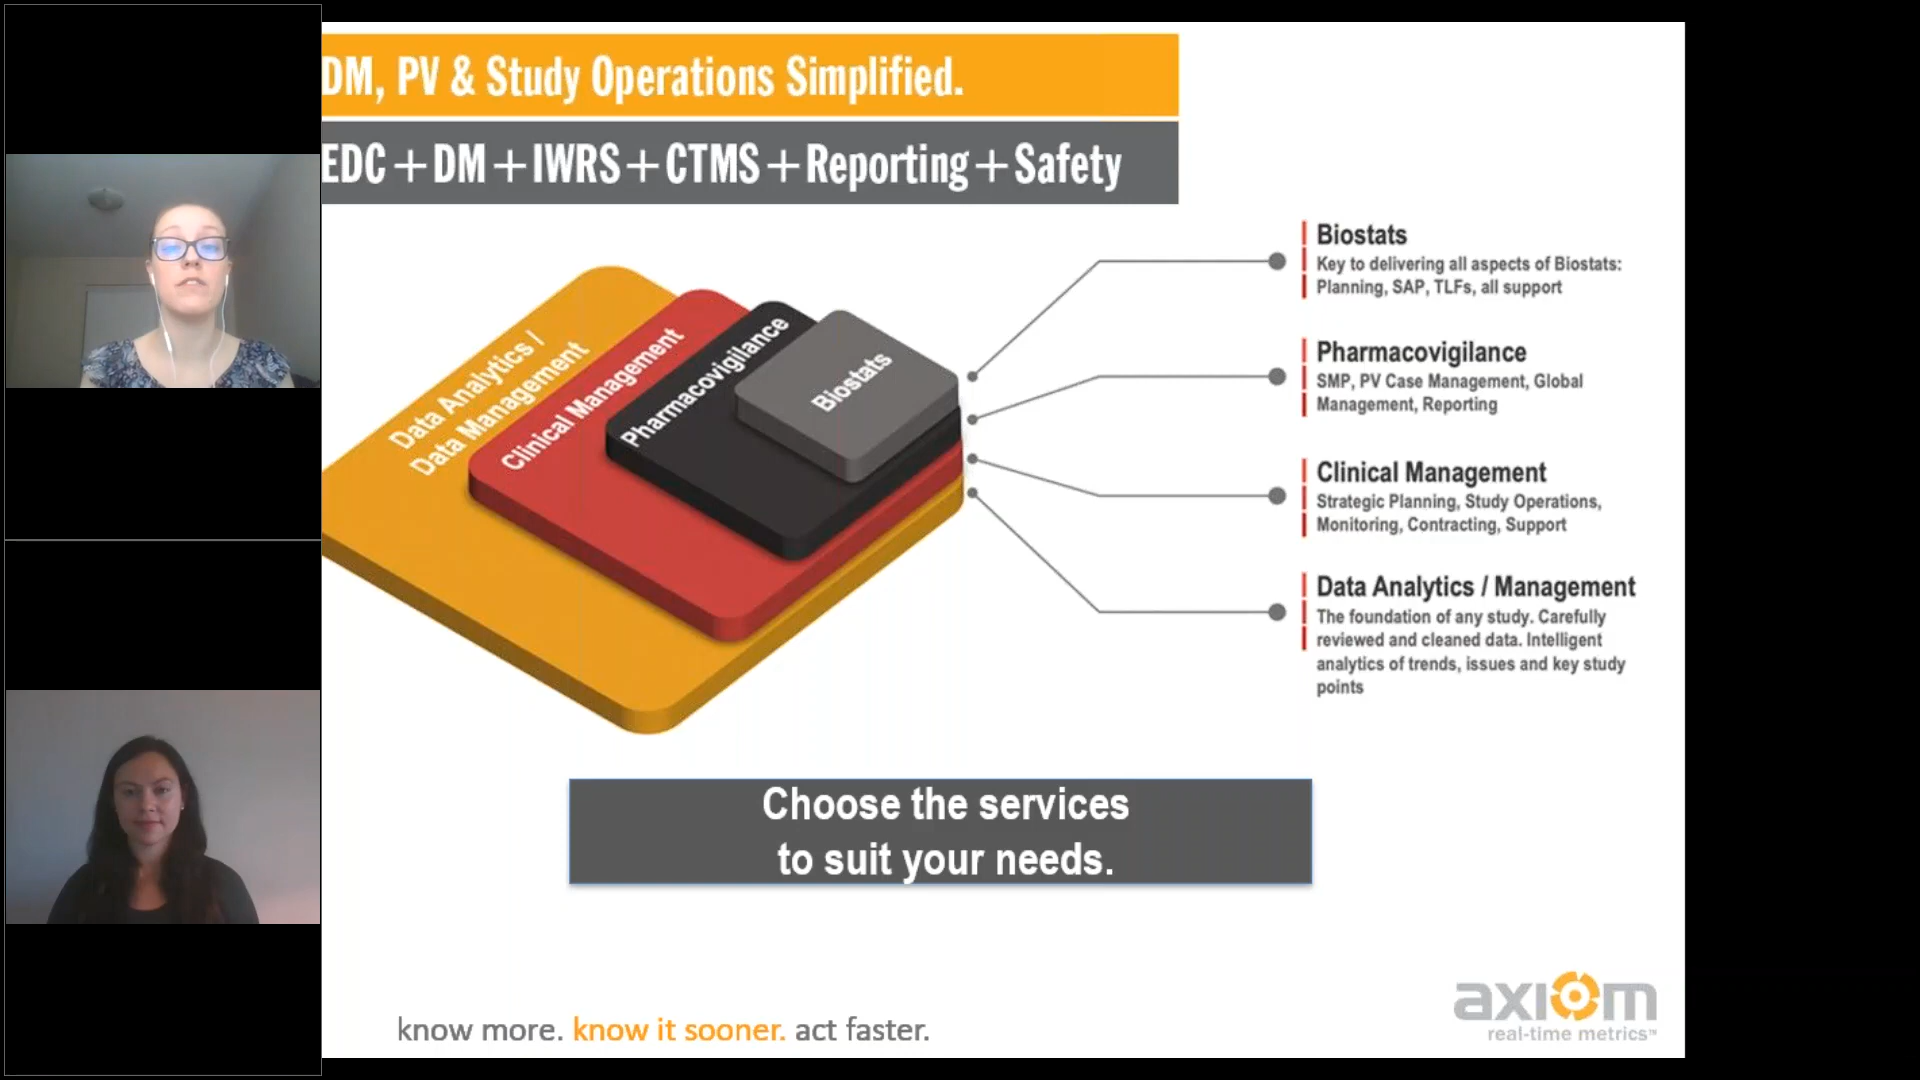 DM, PV & Study Operations Simplified.
EDC+DM+IWRS+CTMS+Reporting+Safety
Data Analytics /
Data Management
Clinical Management
Pharmacovigilance
Biostats
Biostats
Key to delivering all aspects of Biostats:
Planning, SAP, TLFs, all support
Pharmacovigilance
SMP, PV Case Management, Global
Management, Reporting
Clinical Management
Strategic Planning, Study Operations,
Monitoring, Contracting, Support
Data Analytics / Management
The foundation of any study. Carefully
reviewed and cleaned data. Intelligent
analytics of trends, issues and key study
points
Choose the services
to suit your needs.
know more. know it sooner. act faster.
axiom
real-time metrics™